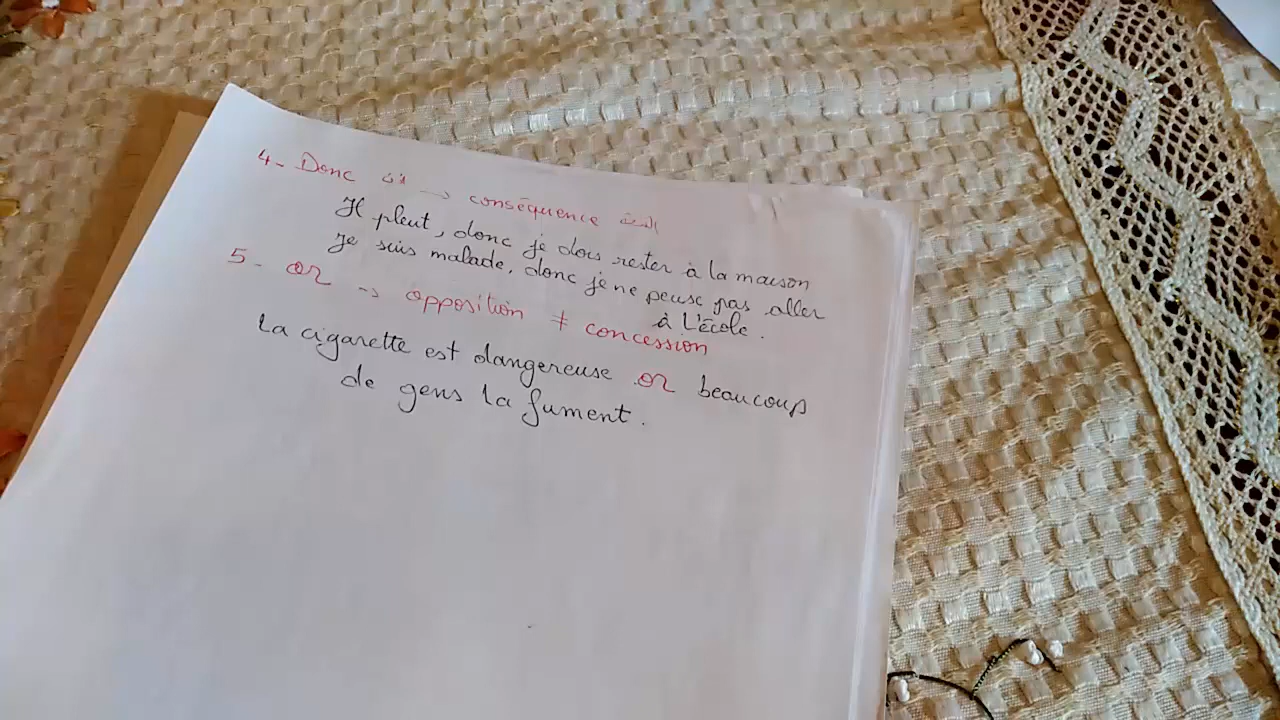 4- Donc إذن → conséquence
Il pleut, donc je dois rester à la maison
Je suis malade, donc je ne peux pas aller
à l'école.
5- or → opposition ≠ concession
La cigarette est dangereuse or beaucoup
de gens la fument.